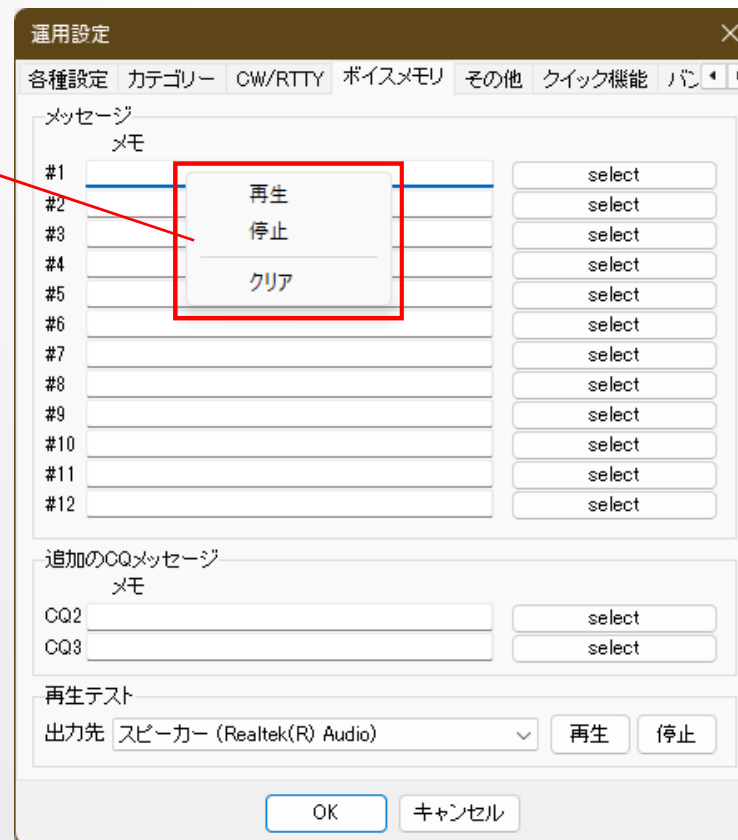 運用設定
各種設定 カテゴリー CW/RTTY ボイスメモリ その他 クイック機能
メッセージ
メモ
#1 select
#2 select
#3 select
#4 select
#5 select
#6 select
#7 select
#8 select
#9 select
#10 select
#11 select
#12 select
再生
停止
クリア
追加のCQメッセージ
メモ
CQ2 select
CQ3 select
再生テスト
出力先 スピーカー (Realtek(R) Audio) 再生 停止
OK キャンセル